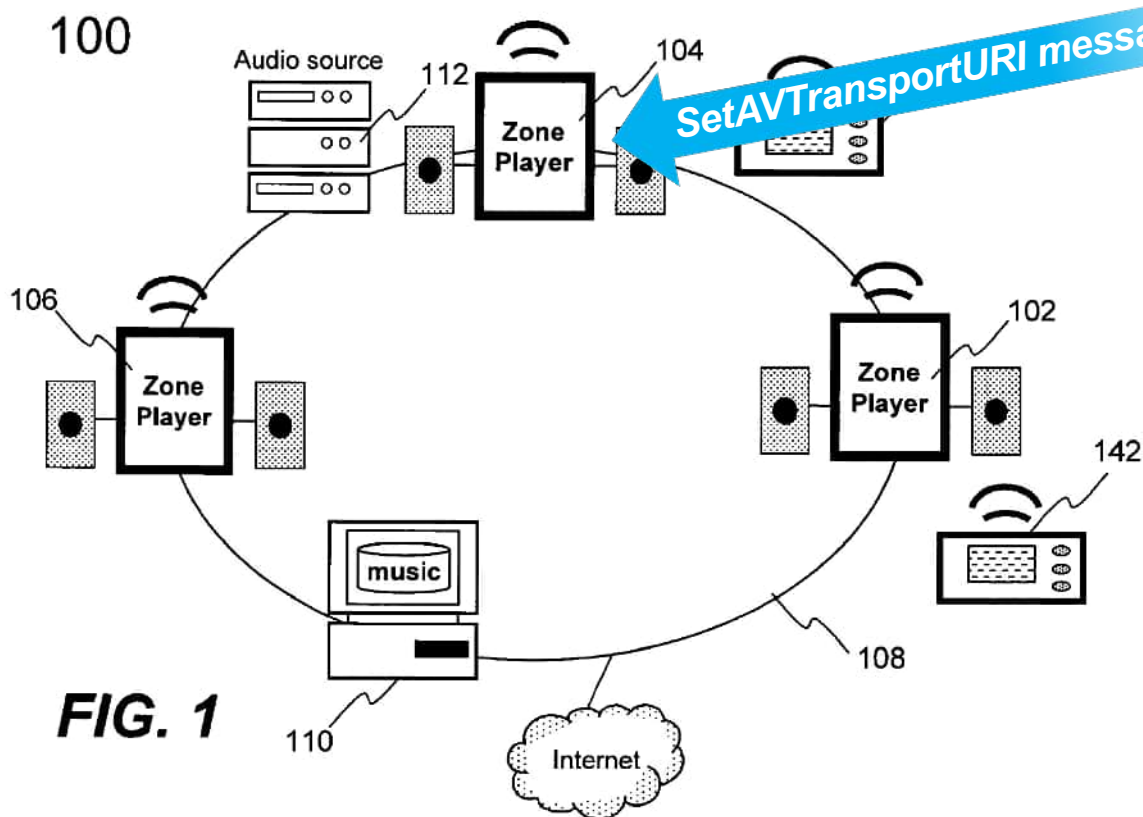 100
Audio source
112
104
SetAVTransportURI
Zone
Player
106
Zone
Player
102
Zone
Player
142
music
108
FIG. 1
110
Internet